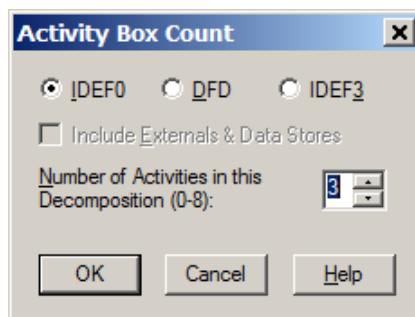 Activity Box Count
IDEF0 DFD IDEF3
Include Externals & Data Stores
Number of Activities in this
Decomposition (0-8):
3
OK Cancel Help